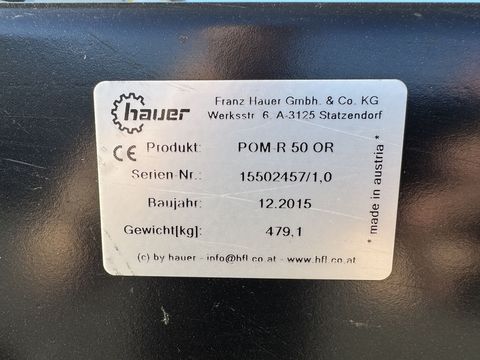 hauer
Franz Hauer Gmbh. & Co. KG
Werksstr. 6 A-3125 Statzendorf
CE Produkt: POM-R 50 OR
Serien-Nr.: 15502457/1,0
Baujahr: 12.2015
Gewicht[kg]: 479,1
(c) by hauer - info@hfl.co.at - www.hfl.co.at
* made in austria *